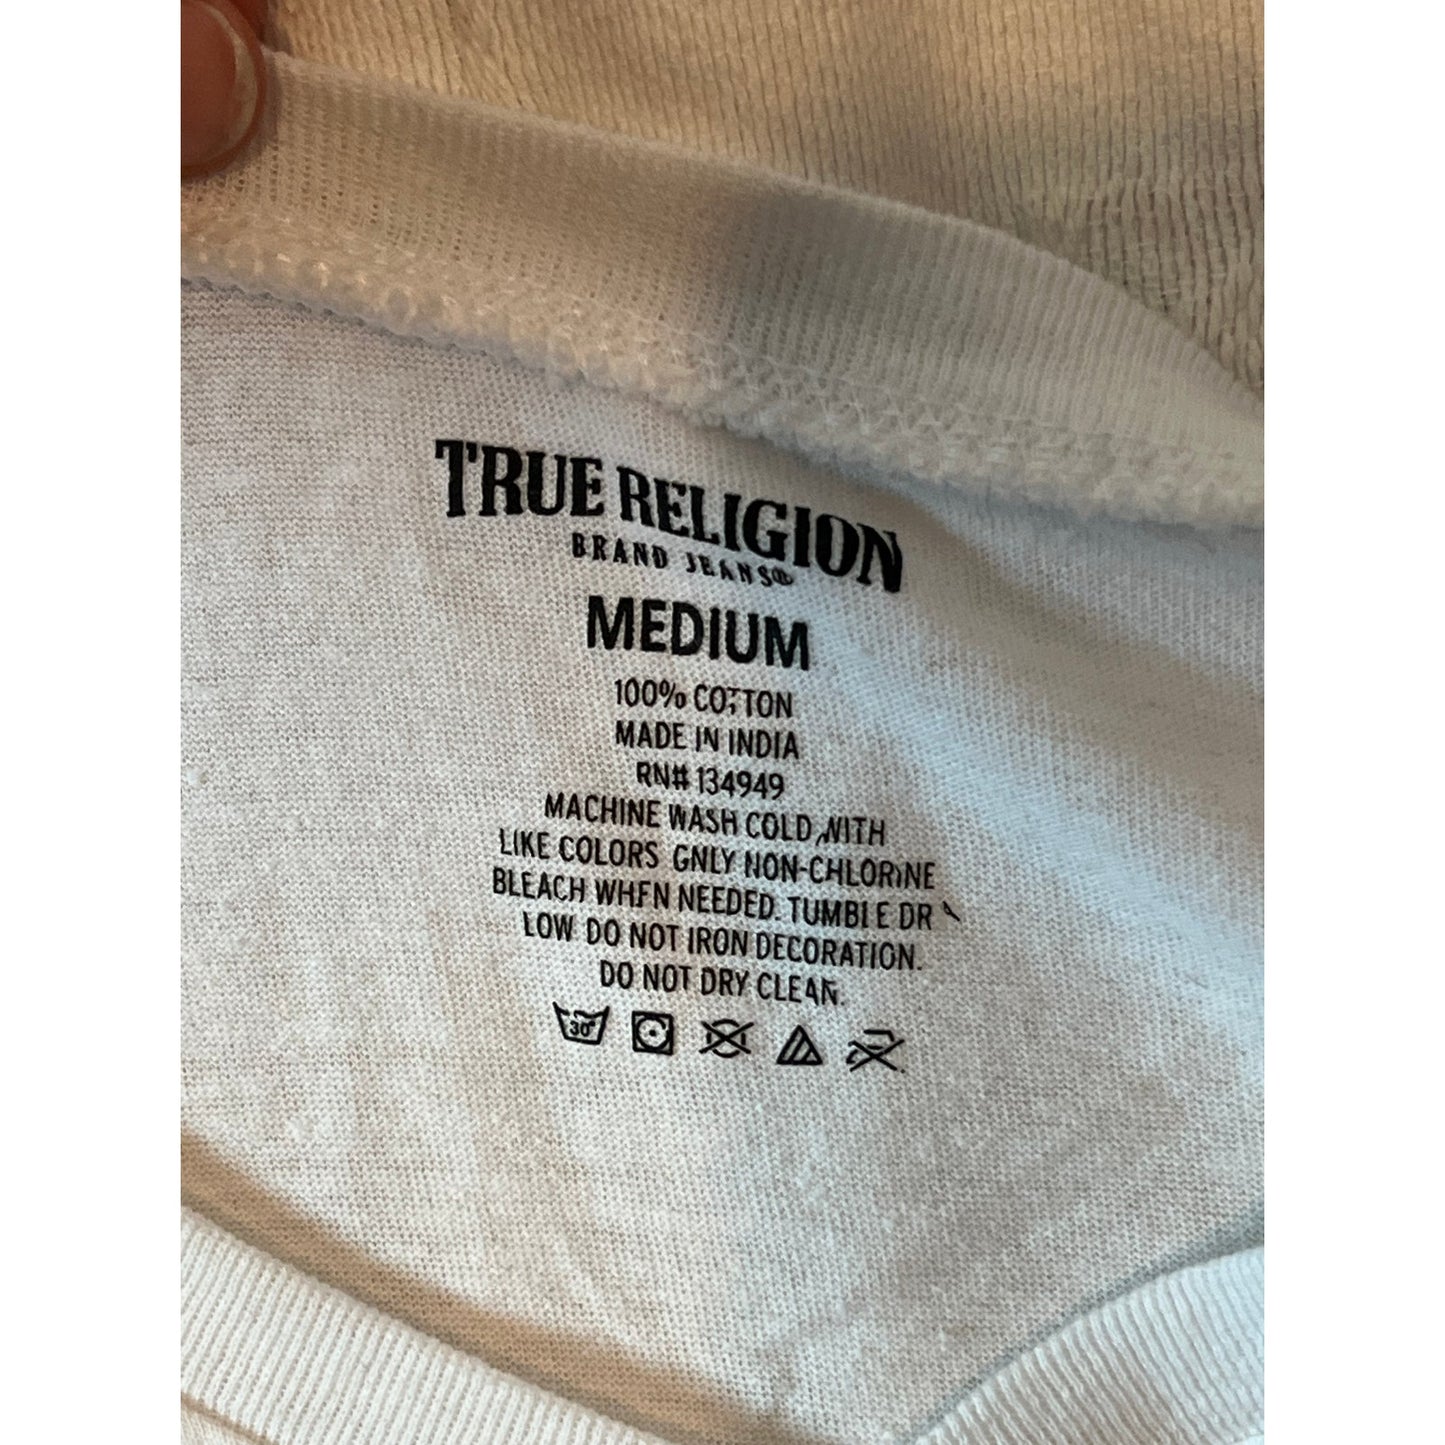 TRUE RELIGION
BRAND JEANS®
MEDIUM
100% COTTON
MADE IN INDIA
RN# 134949
MACHINE WASH COLD WITH
LIKE COLORS ONLY NON-CHLORINE
BLEACH WHEN NEEDED. TUMBLE DRY
LOW. DO NOT IRON DECORATION.
DO NOT DRY CLEAN.
30°